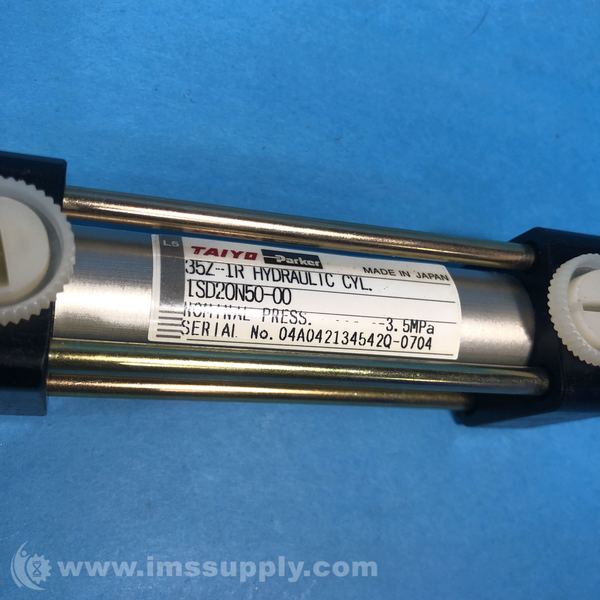 L5 TAIYO Parker
35Z-1R HYDRAULIC CYL. MADE IN JAPAN
1SD20N50-00
NOMINAL PRESS. --- --3.5MPa
SERIAL No. 04A042134542Q-0704
www.imssupply.com